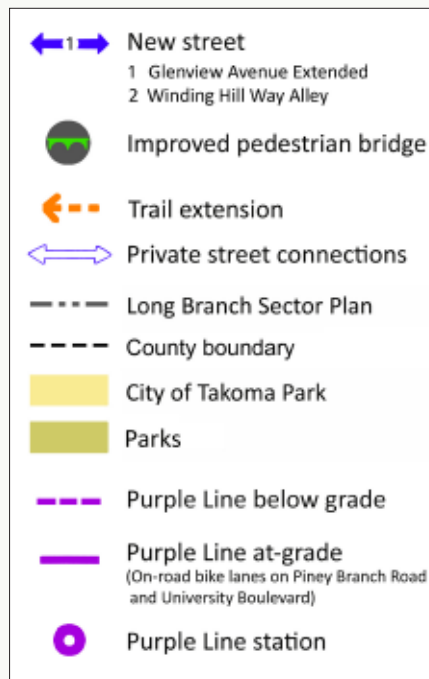 1 New street
1 Glenview Avenue Extended
2 Winding Hill Way Alley
Improved pedestrian bridge
Trail extension
Private street connections
Long Branch Sector Plan
County boundary
City of Takoma Park
Parks
Purple Line below grade
Purple Line at-grade
(On-road bike lanes on Piney Branch Road
and University Boulevard)
Purple Line station